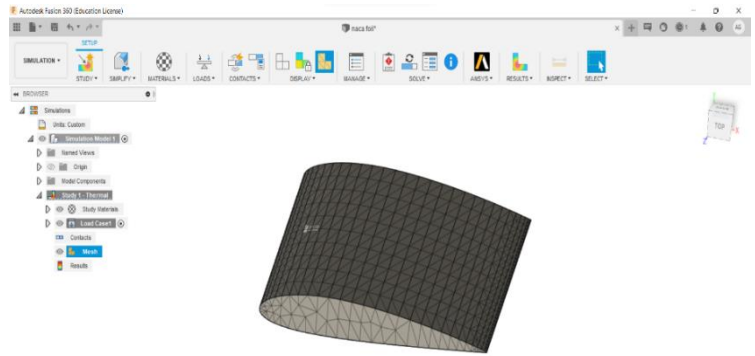 Autodesk Fusion 360 (Education License)
naca foil*
SETUP
SIMULATION
STUDY SIMPLIFY MATERIALS LOADS CONTACTS DISPLAY MANAGE SOLVE ANSYS RESULTS INSPECT SELECT
BROWSER
Simulations
Units: Custom
Simulation Model 1
Named Views
Origin
Model Components
Study 1 - Thermal
Study Materials
Load Case1
Contacts
Mesh
Results
TOP
X
Z